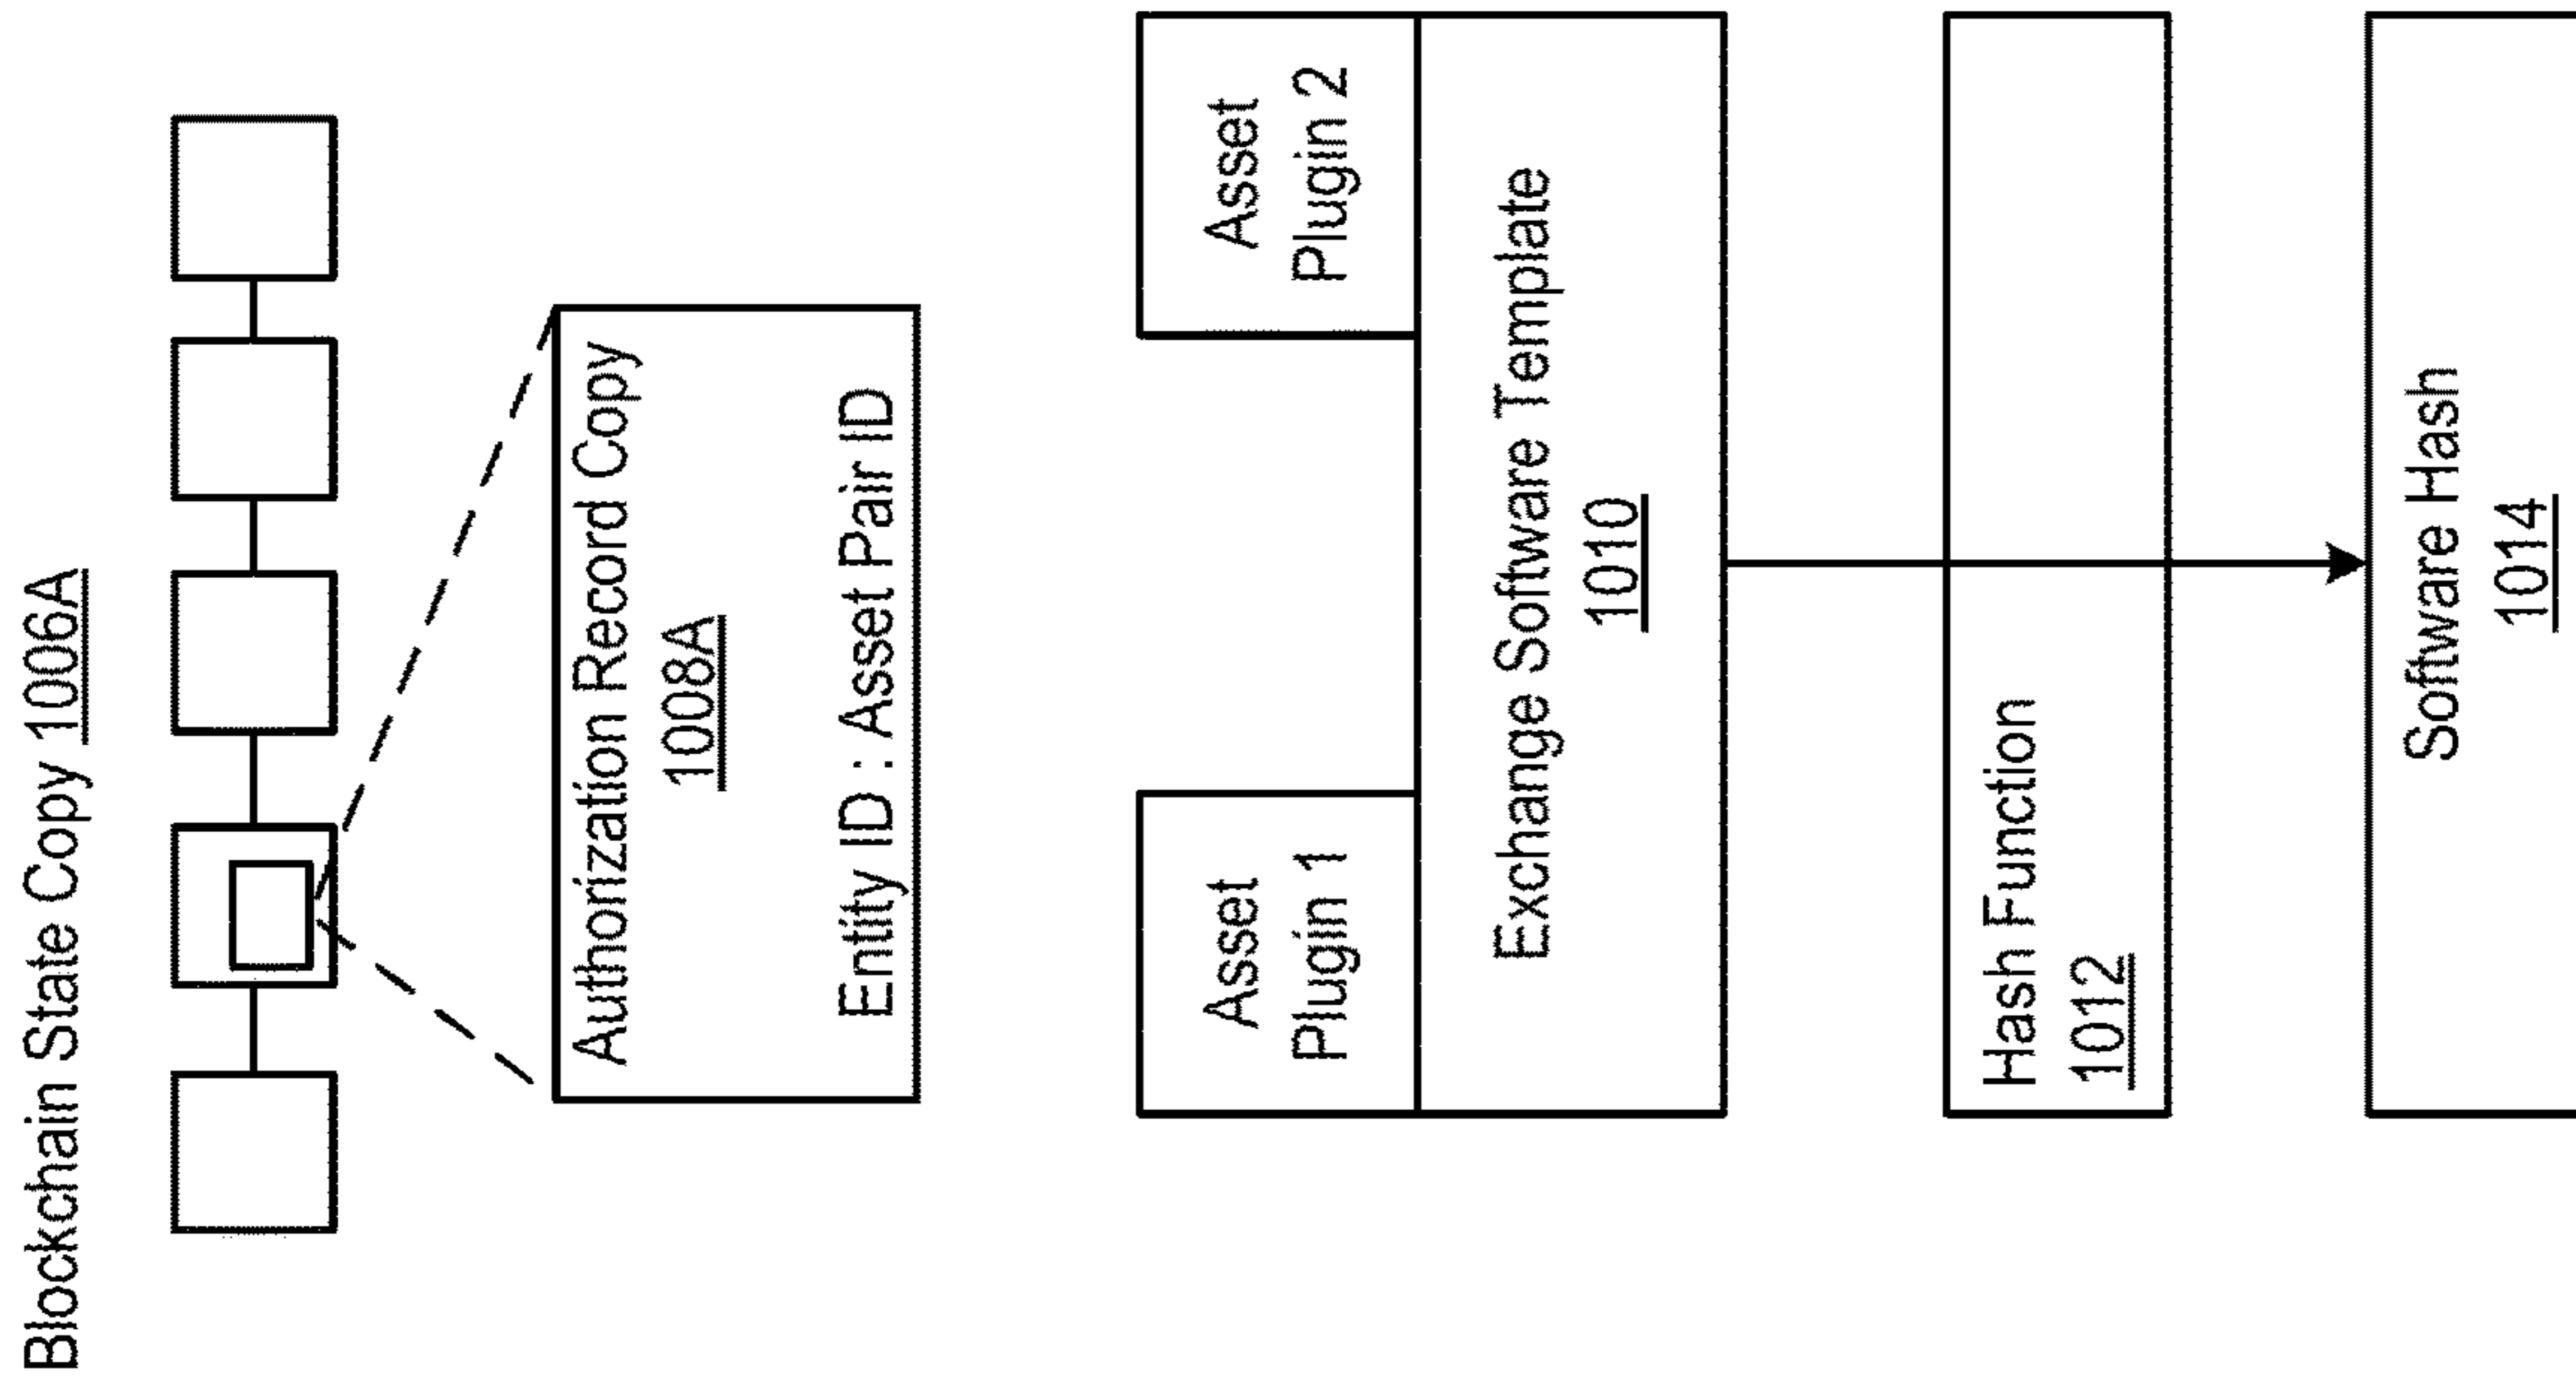 Blockchain State Copy 1006A
Authorization Record Copy
1008A
Entity ID : Asset Pair ID
Asset
Plugin 1
Asset
Plugin 2
Exchange Software Template
1010
Hash Function
1012
Software Hash
1014